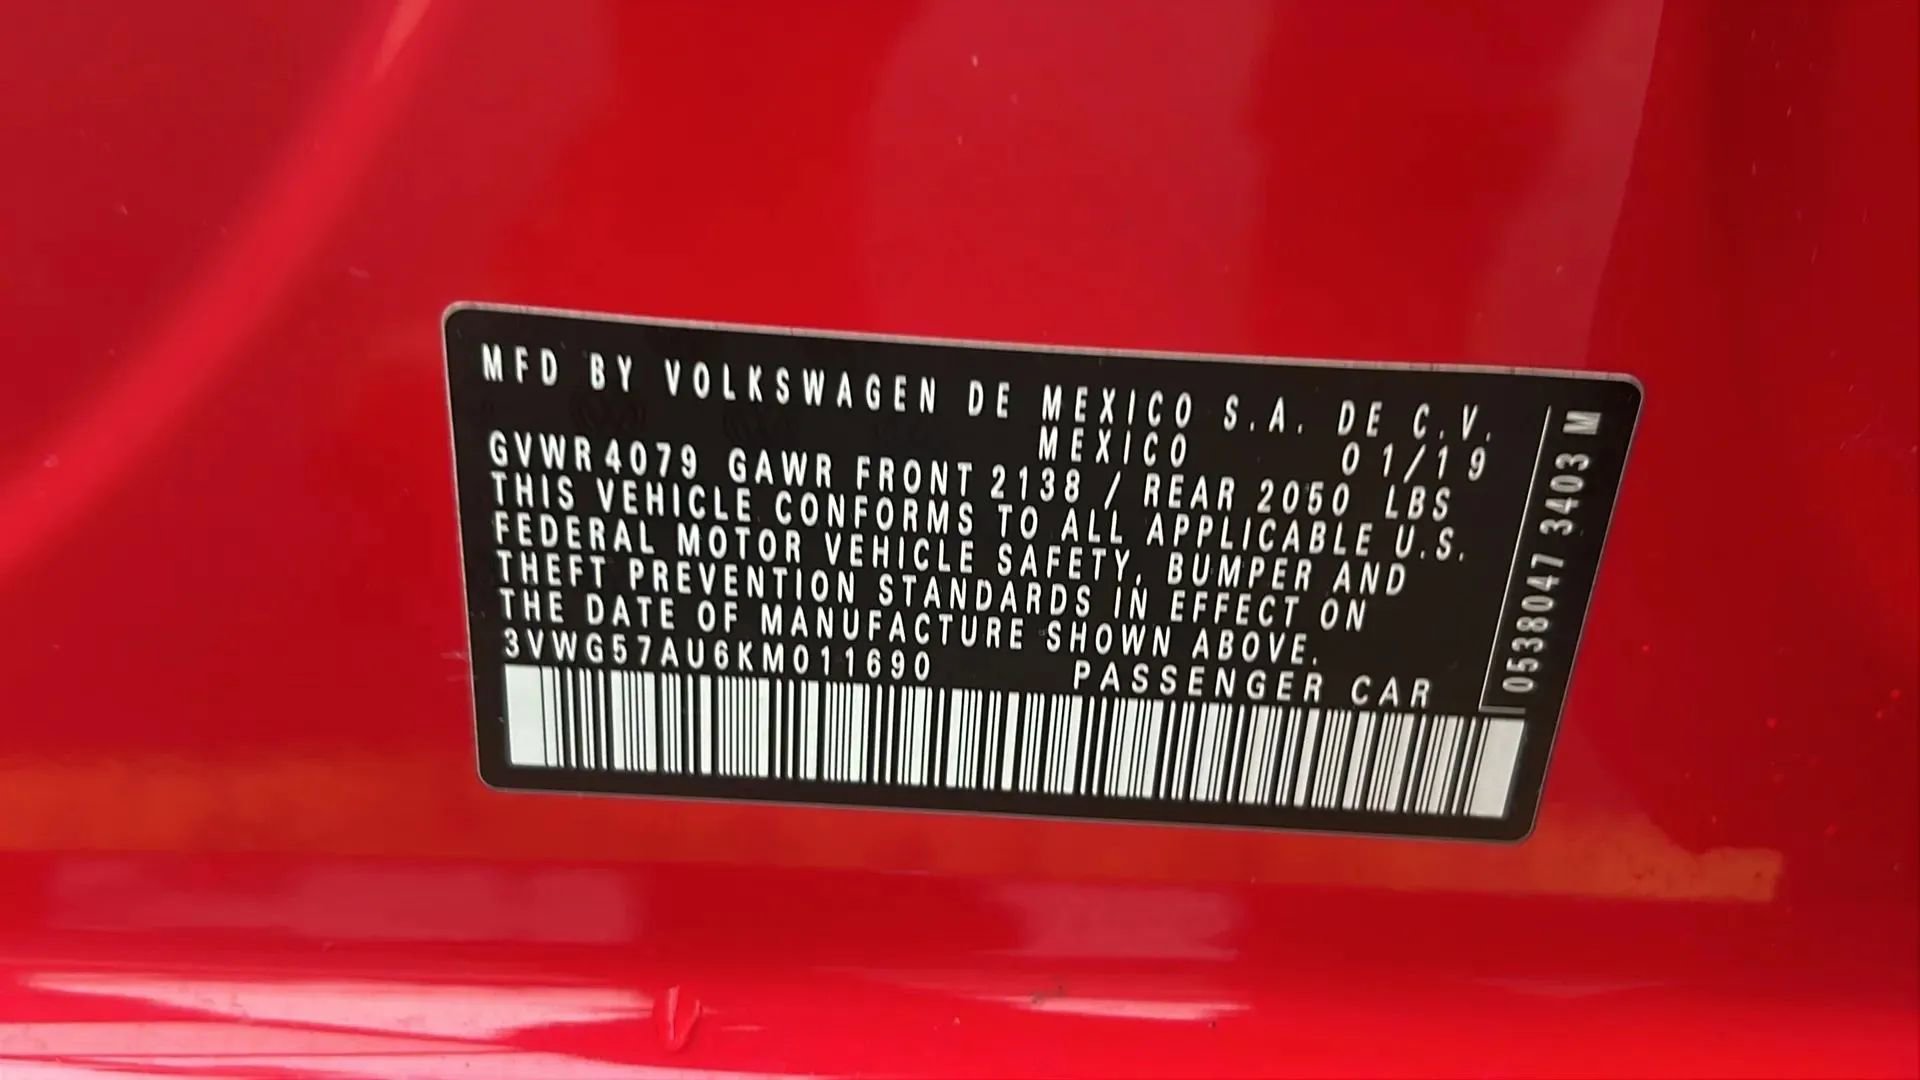 MFD BY VOLKSWAGEN DE MEXICO S.A. DE C.V.
MEXICO 01/19
GVWR4079 GAWR FRONT 2138 / REAR 2050 LBS
THIS VEHICLE CONFORMS TO ALL APPLICABLE U.S.
FEDERAL MOTOR VEHICLE SAFETY, BUMPER AND
THEFT PREVENTION STANDARDS IN EFFECT ON
THE DATE OF MANUFACTURE SHOWN ABOVE.
3VWG57AU6KM011690 PASSENGER CAR
0538047 3403 M